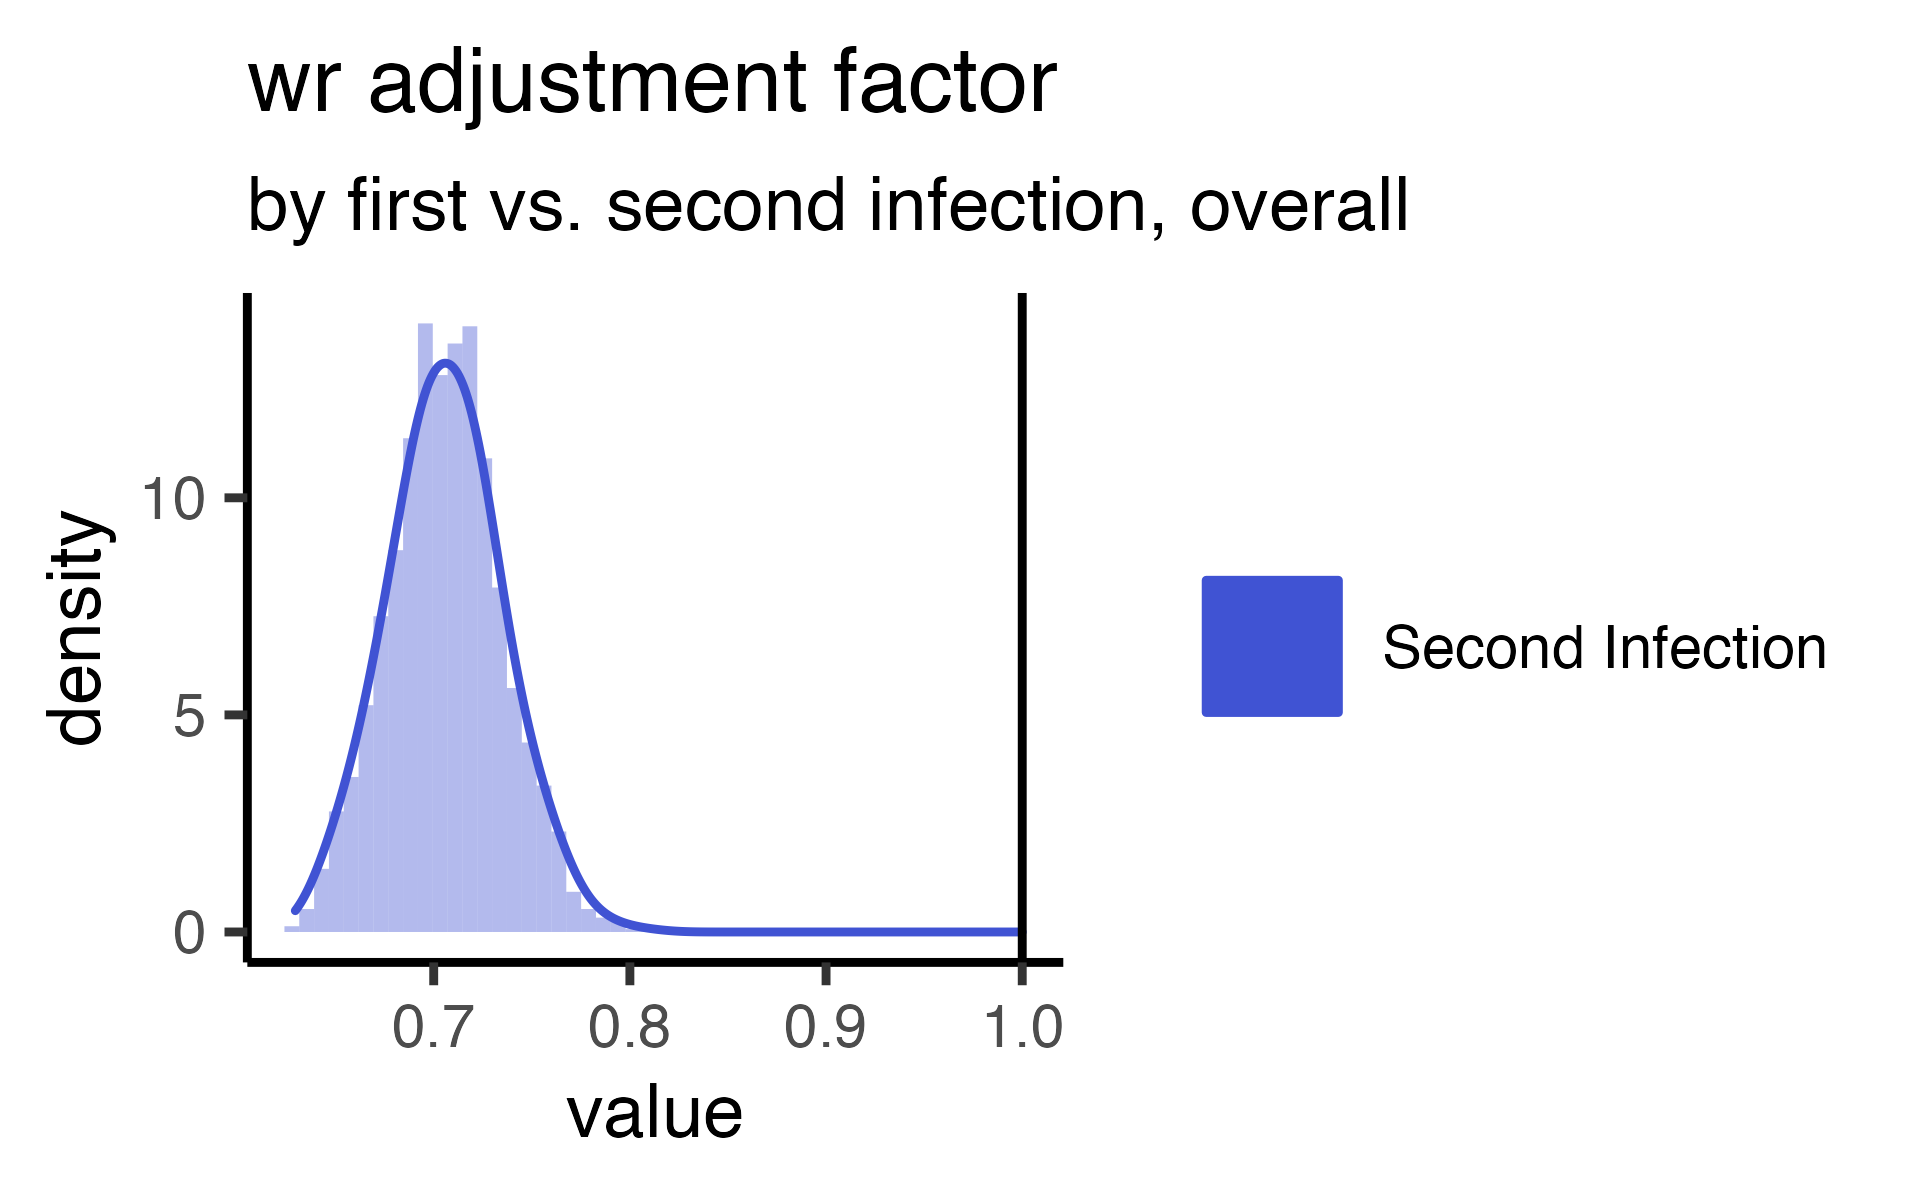 wr adjustment factor
by first vs. second infection, overall
density
10
5
0
0.7 0.8 0.9 1.0
value
Second Infection